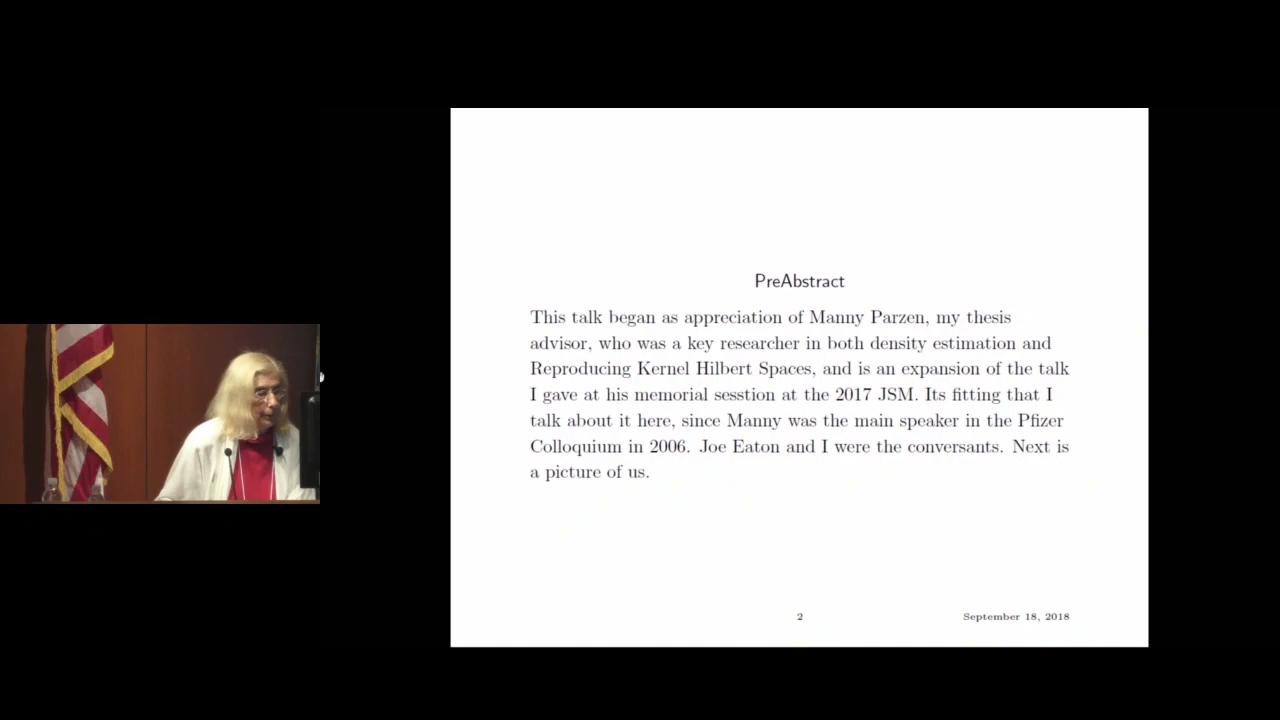 PreAbstract
This talk began as appreciation of Manny Parzen, my thesis
advisor, who was a key researcher in both density estimation and
Reproducing Kernel Hilbert Spaces, and is an expansion of the talk
I gave at his memorial sesstion at the 2017 JSM. Its fitting that I
talk about it here, since Manny was the main speaker in the Pfizer
Colloquium in 2006. Joe Eaton and I were the conversants. Next is
a picture of us.
2
September 18, 2018